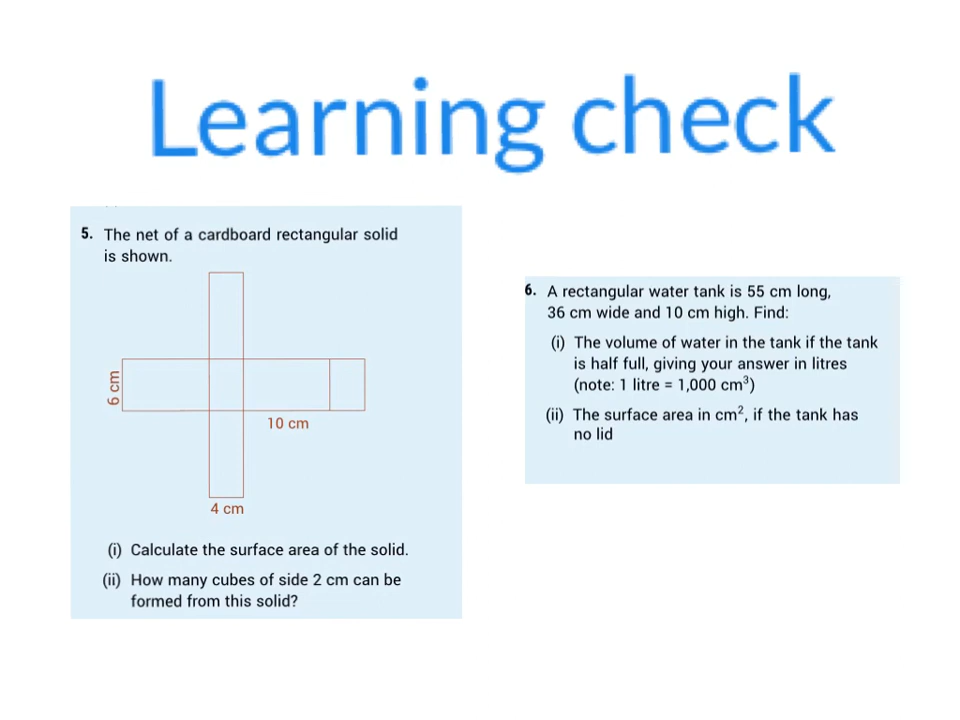 Learning check
5. The net of a cardboard rectangular solid
is shown.
6 cm
10 cm
4 cm
(i) Calculate the surface area of the solid.
(ii) How many cubes of side 2 cm can be
formed from this solid?
6. A rectangular water tank is 55 cm long,
36 cm wide and 10 cm high. Find:
(i) The volume of water in the tank if the tank
is half full, giving your answer in litres
(note: 1 litre = 1,000 cm³)
(ii) The surface area in cm², if the tank has
no lid